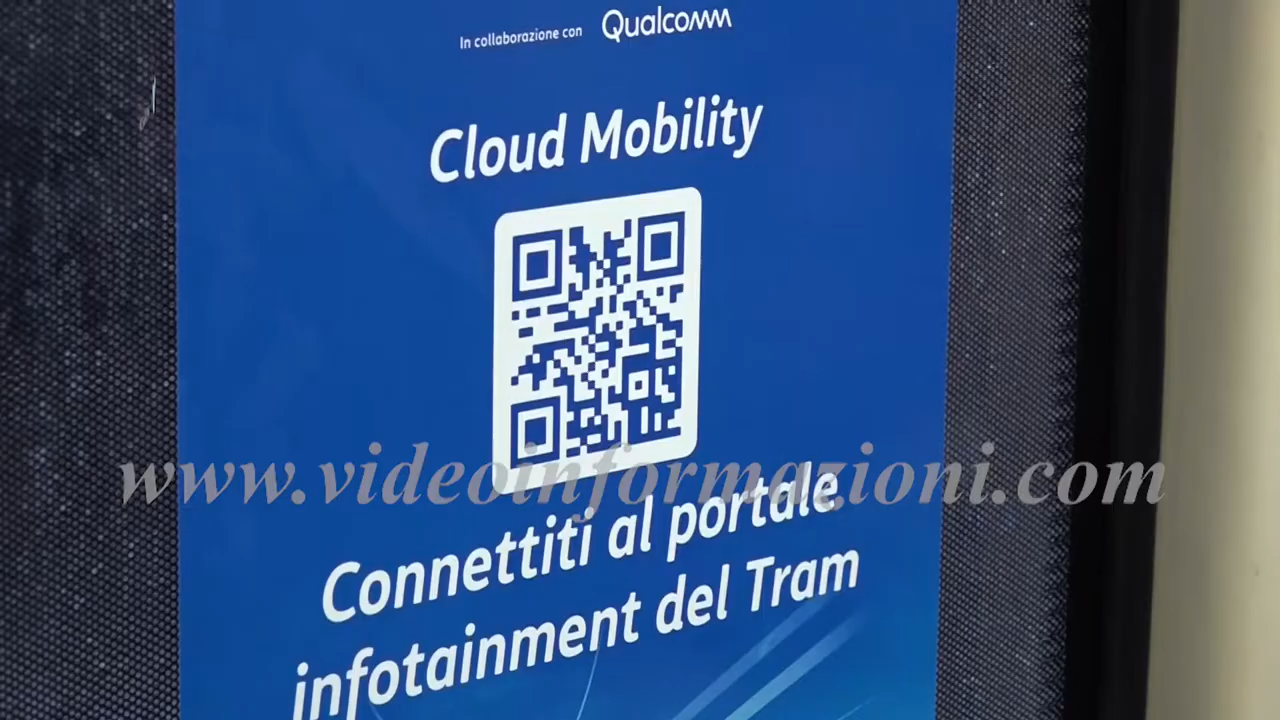 In collaborazione con Qualcomm
Cloud Mobility
www.videoinformazioni.com
Connettiti al portale
infotainment del Tram